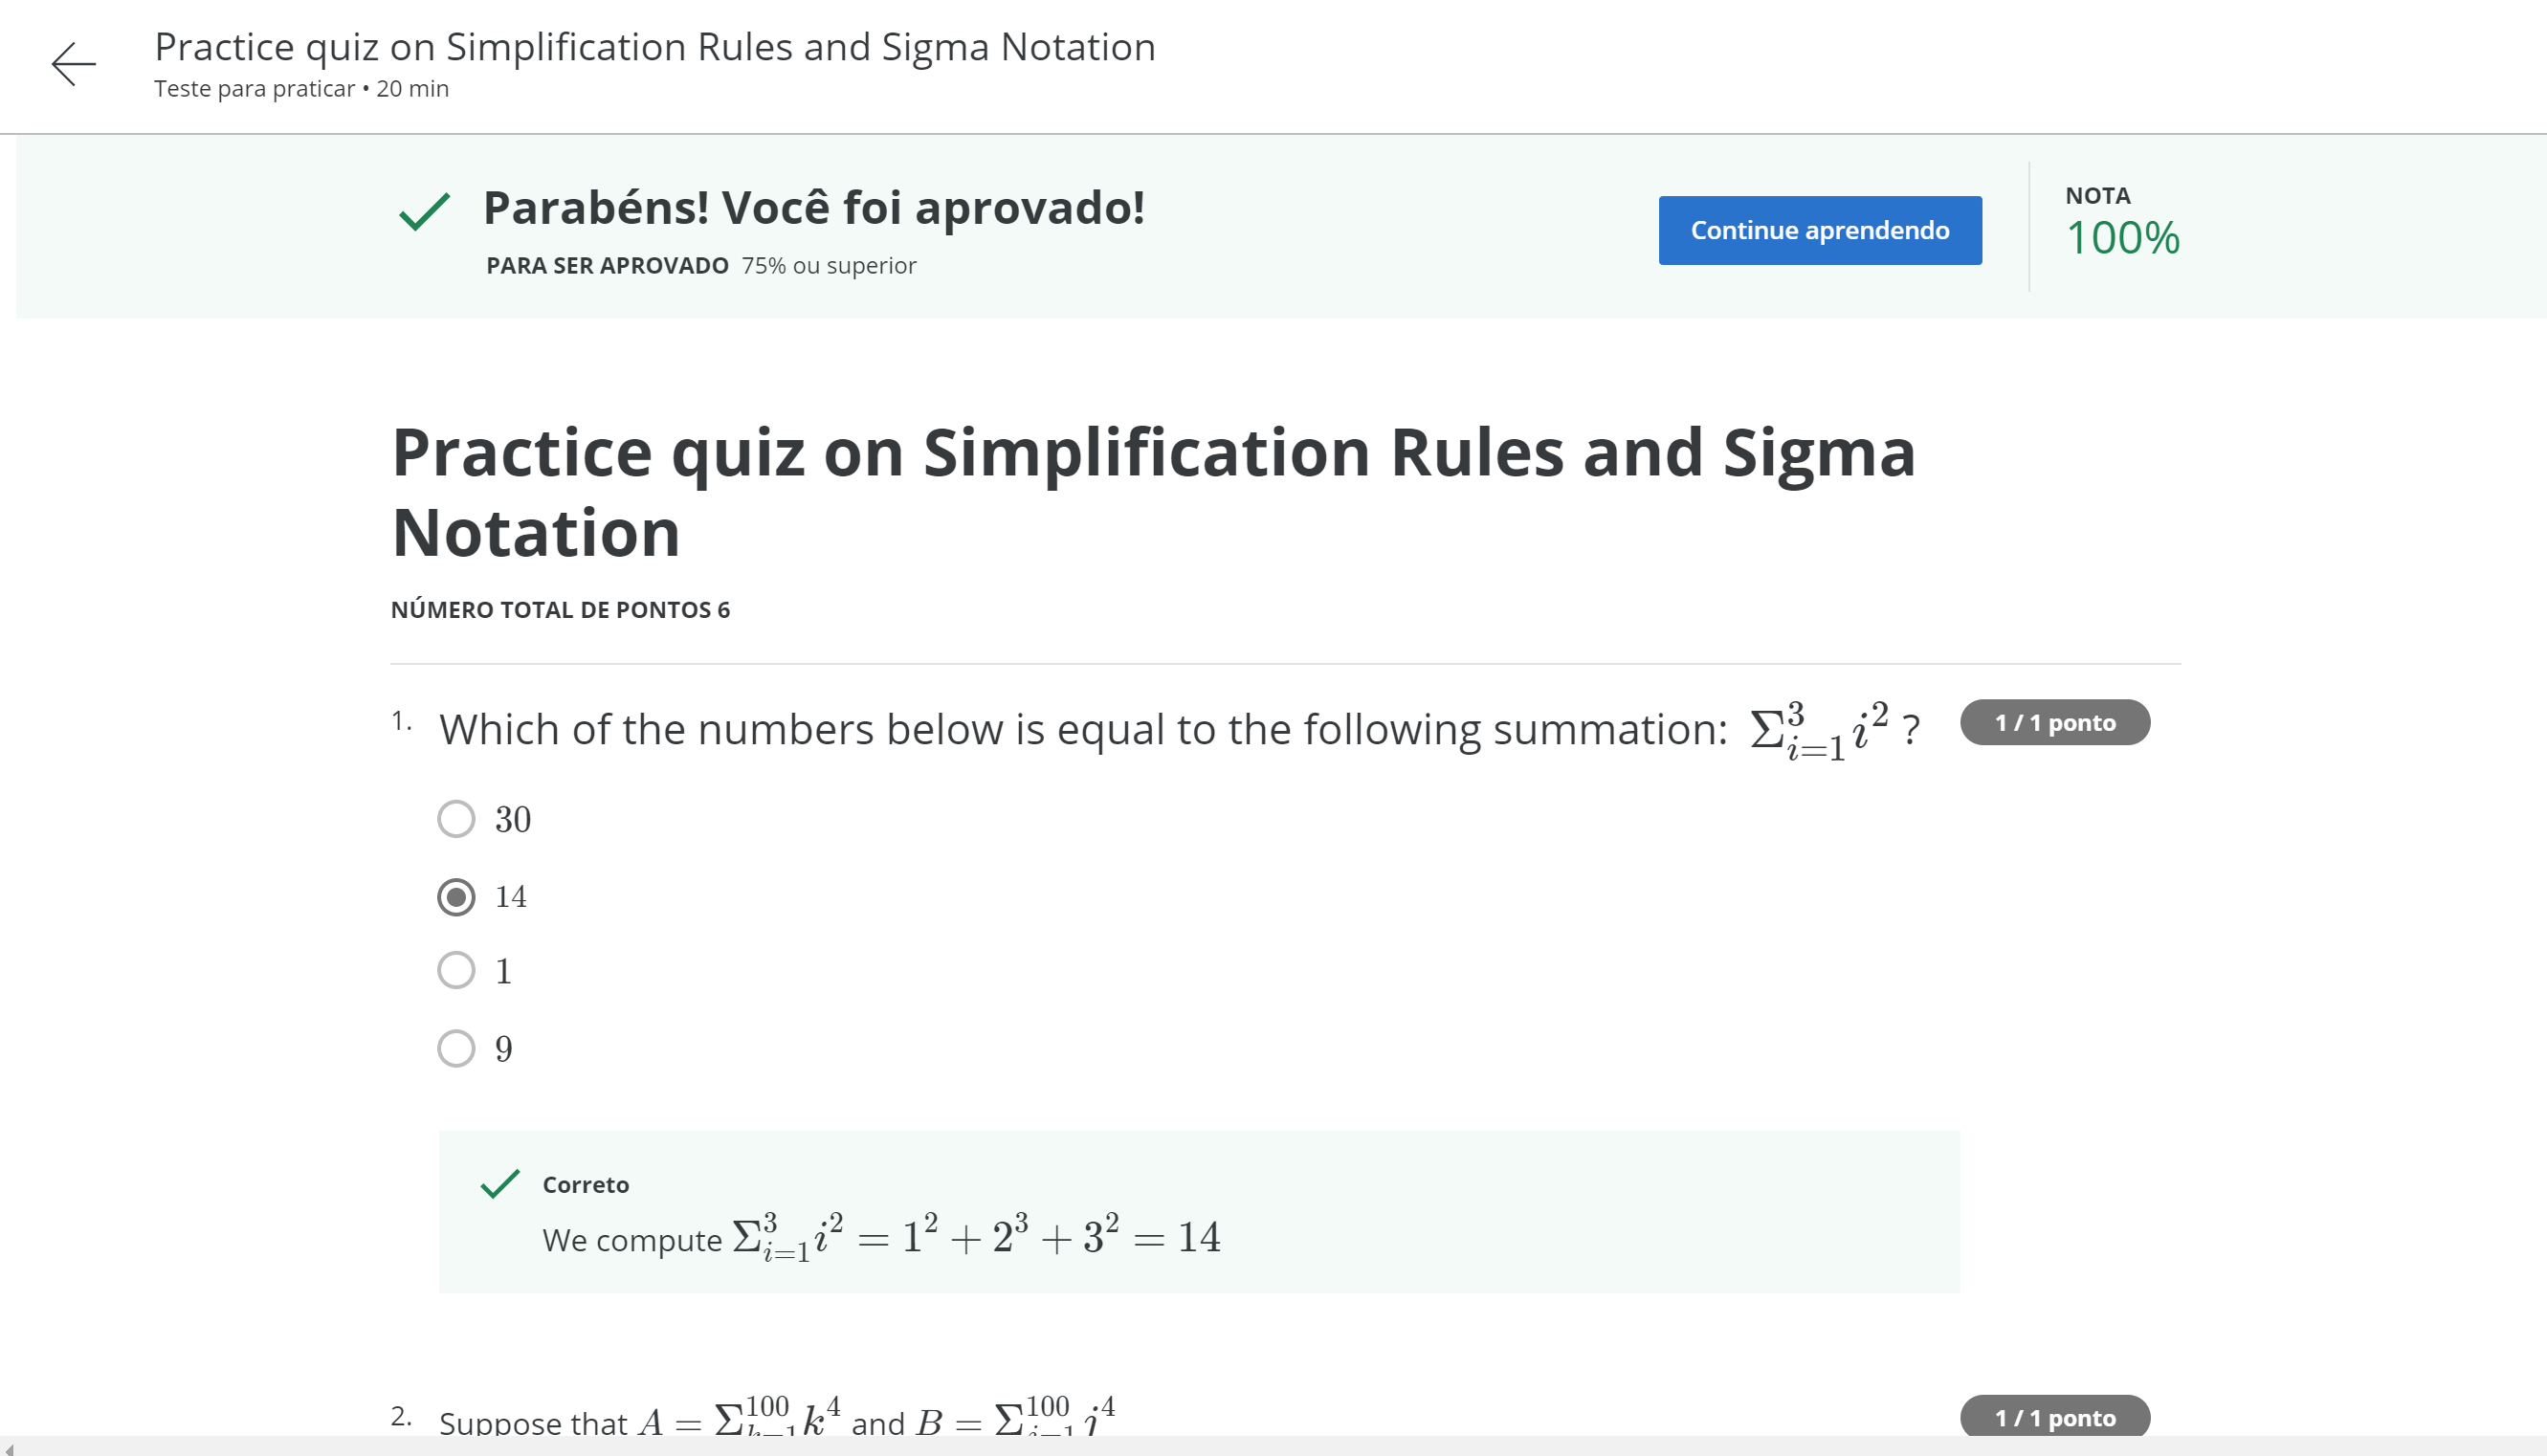 Practice quiz on Simplification Rules and Sigma Notation
Teste para praticar • 20 min
Parabéns! Você foi aprovado!
PARA SER APROVADO 75% ou superior
Continue aprendendo
NOTA
100%
Practice quiz on Simplification Rules and Sigma
Notation
NÚMERO TOTAL DE PONTOS 6
1. Which of the numbers below is equal to the following summation: $\Sigma_{i=1}^{3} i^2$ ?
1 / 1 ponto
30
14
1
9
Correto
We compute $\Sigma_{i=1}^{3} i^2 = 1^2 + 2^3 + 3^2 = 14$
2. Suppose that $A = \Sigma_{k=1}^{100} k^4$ and $B = \Sigma_{j=1}^{100} j^4$
1 / 1 ponto